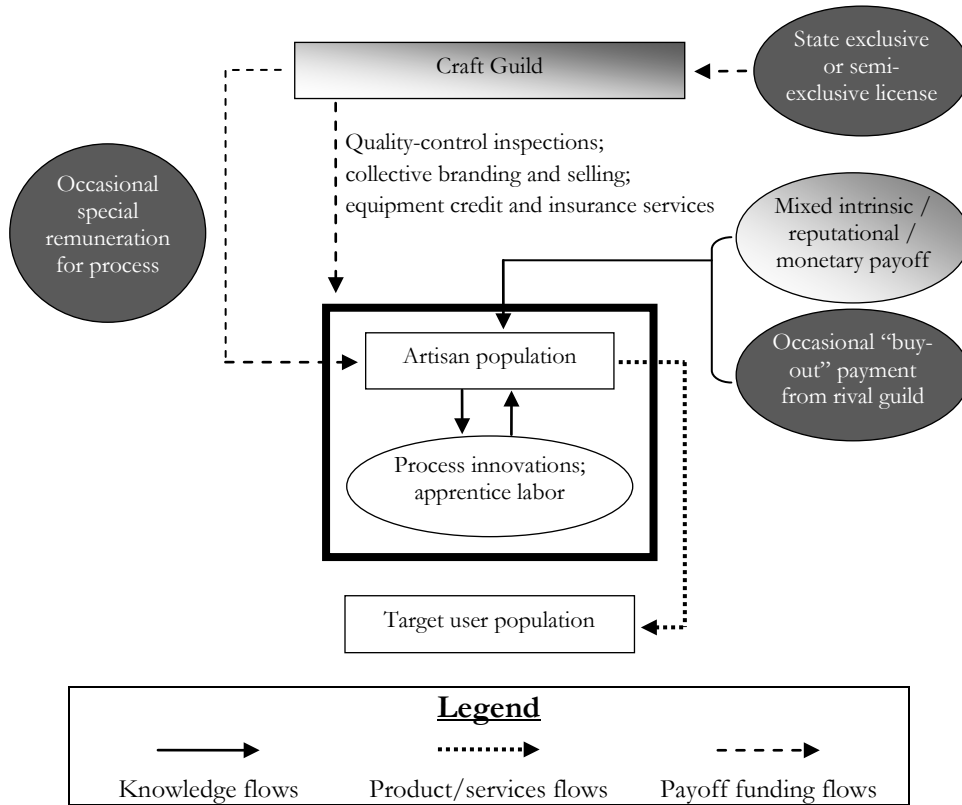 Craft Guild
State exclusive
or semi-
exclusive license
Quality-control inspections;
collective branding and selling;
equipment credit and insurance services
Occasional
special
remuneration
for process
Mixed intrinsic /
reputational /
monetary payoff
Occasional “buy-
out” payment
from rival guild
Artisan population
Process innovations;
apprentice labor
Target user population
Legend
Knowledge flows
Product/services flows
Payoff funding flows